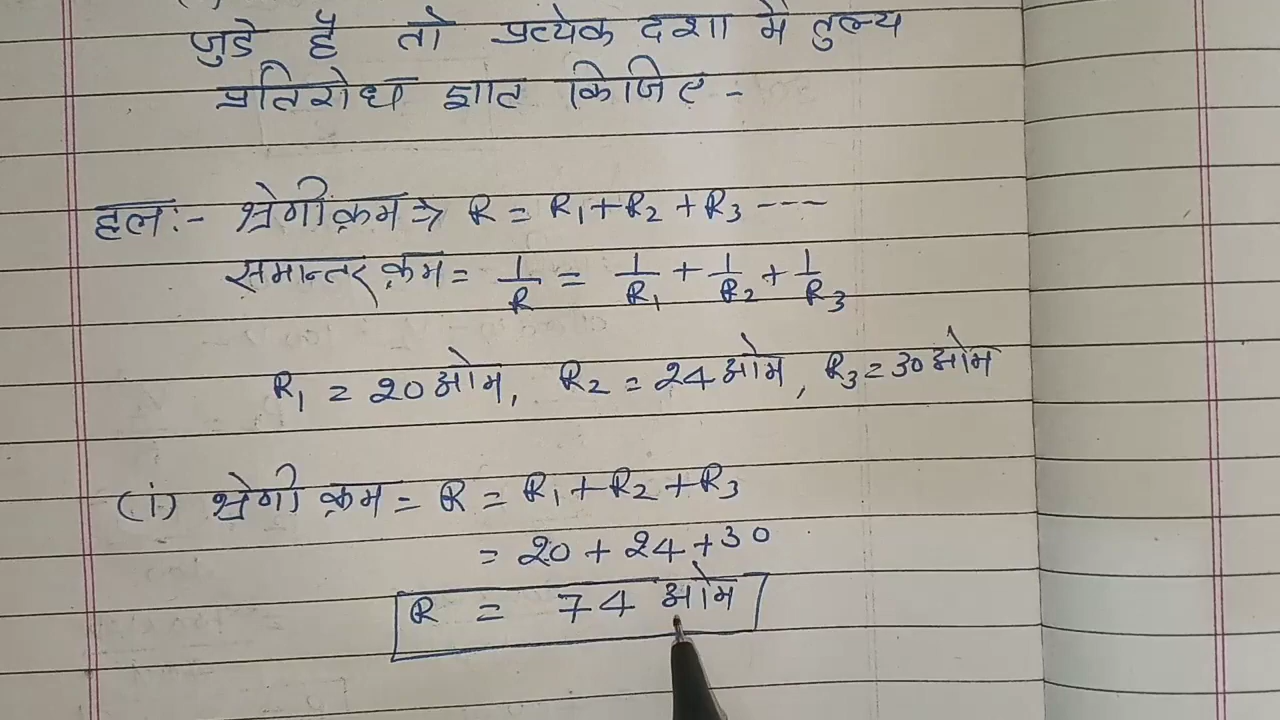 जुडे हैं तो प्रत्येक दशा में तुल्य
प्रतिरोध ज्ञात किजिए -
हल:- श्रेणीक्रम ⇒ R = R₁ + R₂ + R₃ ----
समान्तर क्रम = 1/R = 1/R₁ + 1/R₂ + 1/R₃
R₁ = 20 ओम, R₂ = 24 ओम, R₃ = 30 ओम
(i) श्रेणी क्रम = R = R₁ + R₂ + R₃
= 20 + 24 + 30
R = 74 ओम